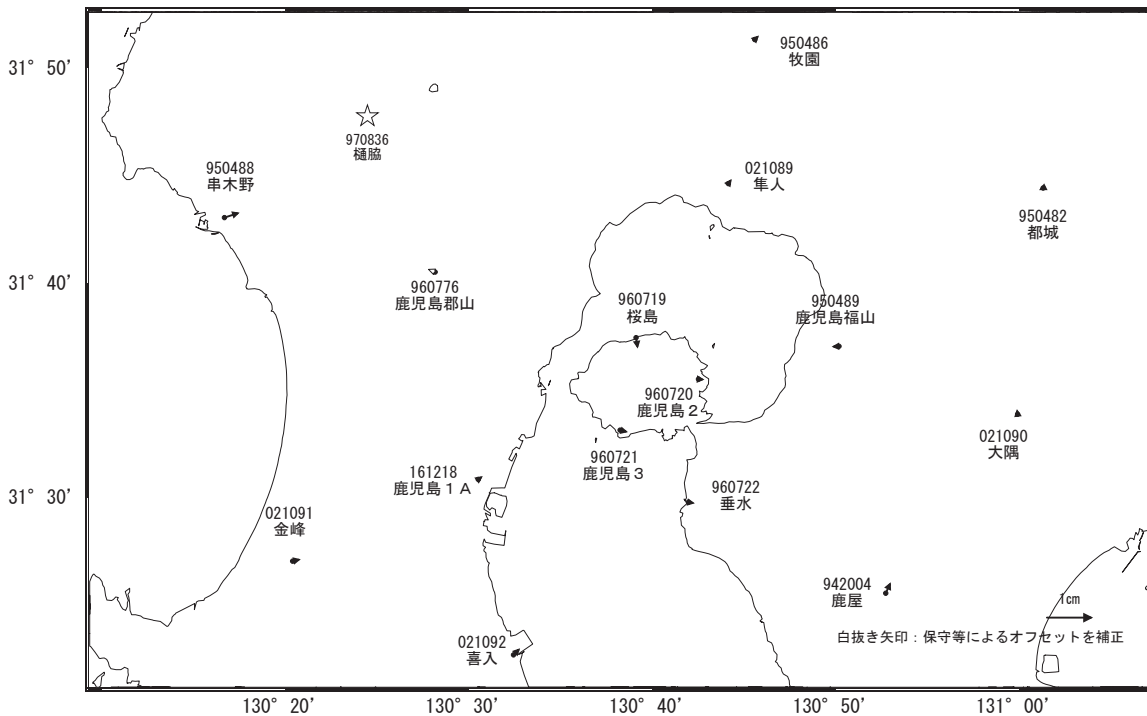 31° 50'
31° 40'
31° 30'
950486
牧園
970836
樋脇
950488
串木野
021089
隼人
950482
都城
960776
鹿児島郡山
960719
桜島
950489
鹿児島福山
960720
鹿児島2
021090
大隅
960721
鹿児島3
161218
鹿児島1A
960722
垂水
021091
金峰
942004
鹿屋
1cm
白抜き矢印：保守等によるオフセットを補正
021092
喜入
130° 20'
130° 30'
130° 40'
130° 50'
131° 00'